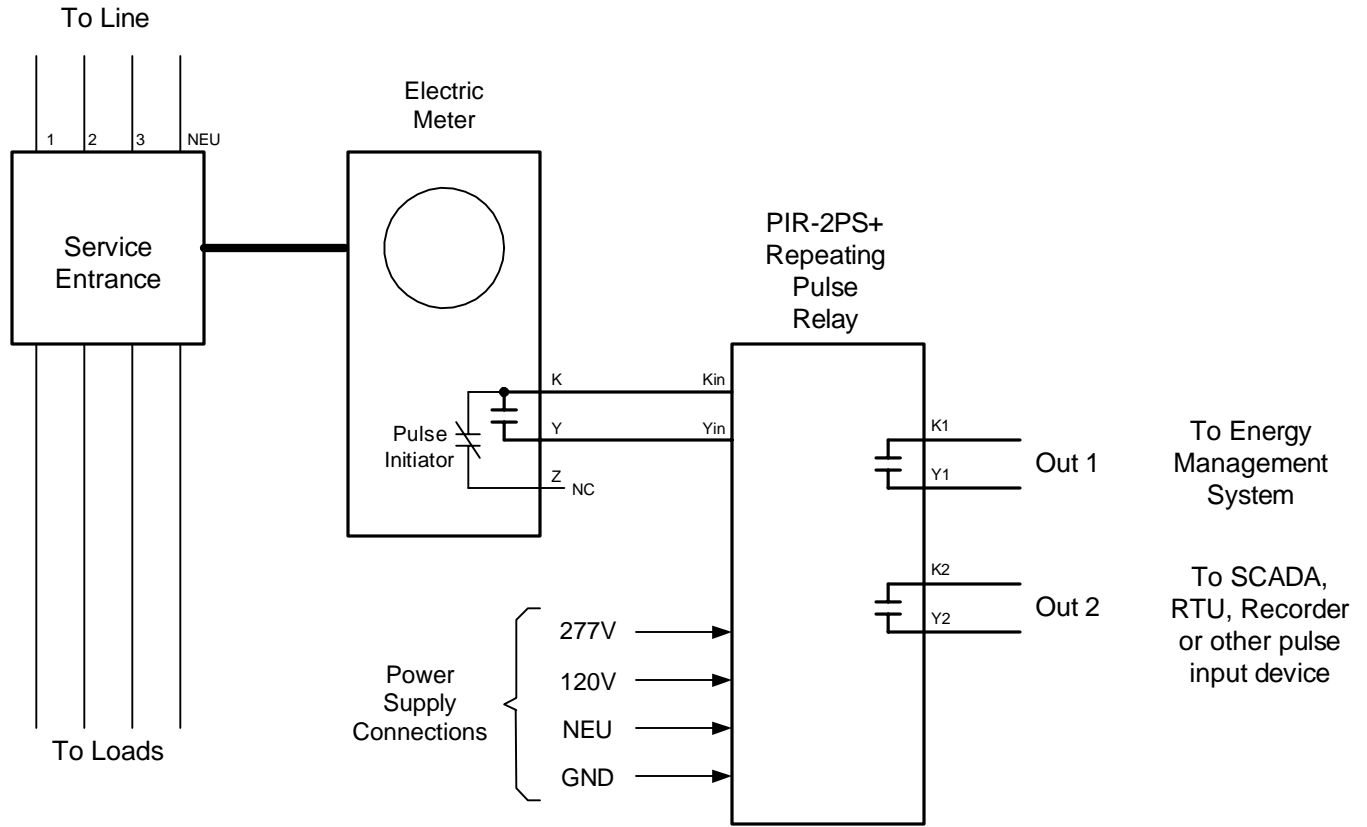 To Line
1
2
3
NEU
Service
Entrance
To Loads
Electric
Meter
Pulse
Initiator
K
Y
Z
NC
PIR-2PS+
Repeating
Pulse
Relay
Kin
Yin
K1
Y1
Out 1
To Energy
Management
System
K2
Y2
Out 2
To SCADA,
RTU, Recorder
or other pulse
input device
Power
Supply
Connections
277V
120V
NEU
GND